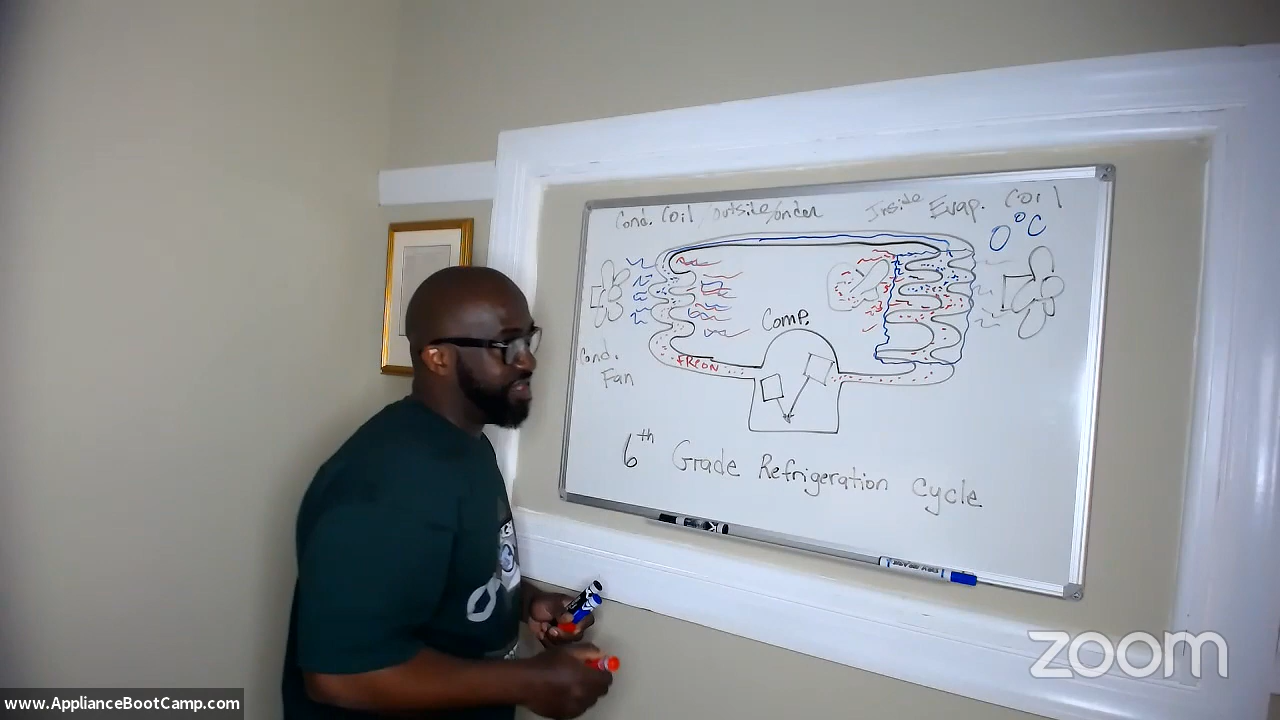 Cond. Coil / outside/under
Inside Evap. Coil
0°C
Comp.
Cond.
Fan
FREON
6th Grade Refrigeration Cycle
zoom
www.ApplianceBootCamp.com